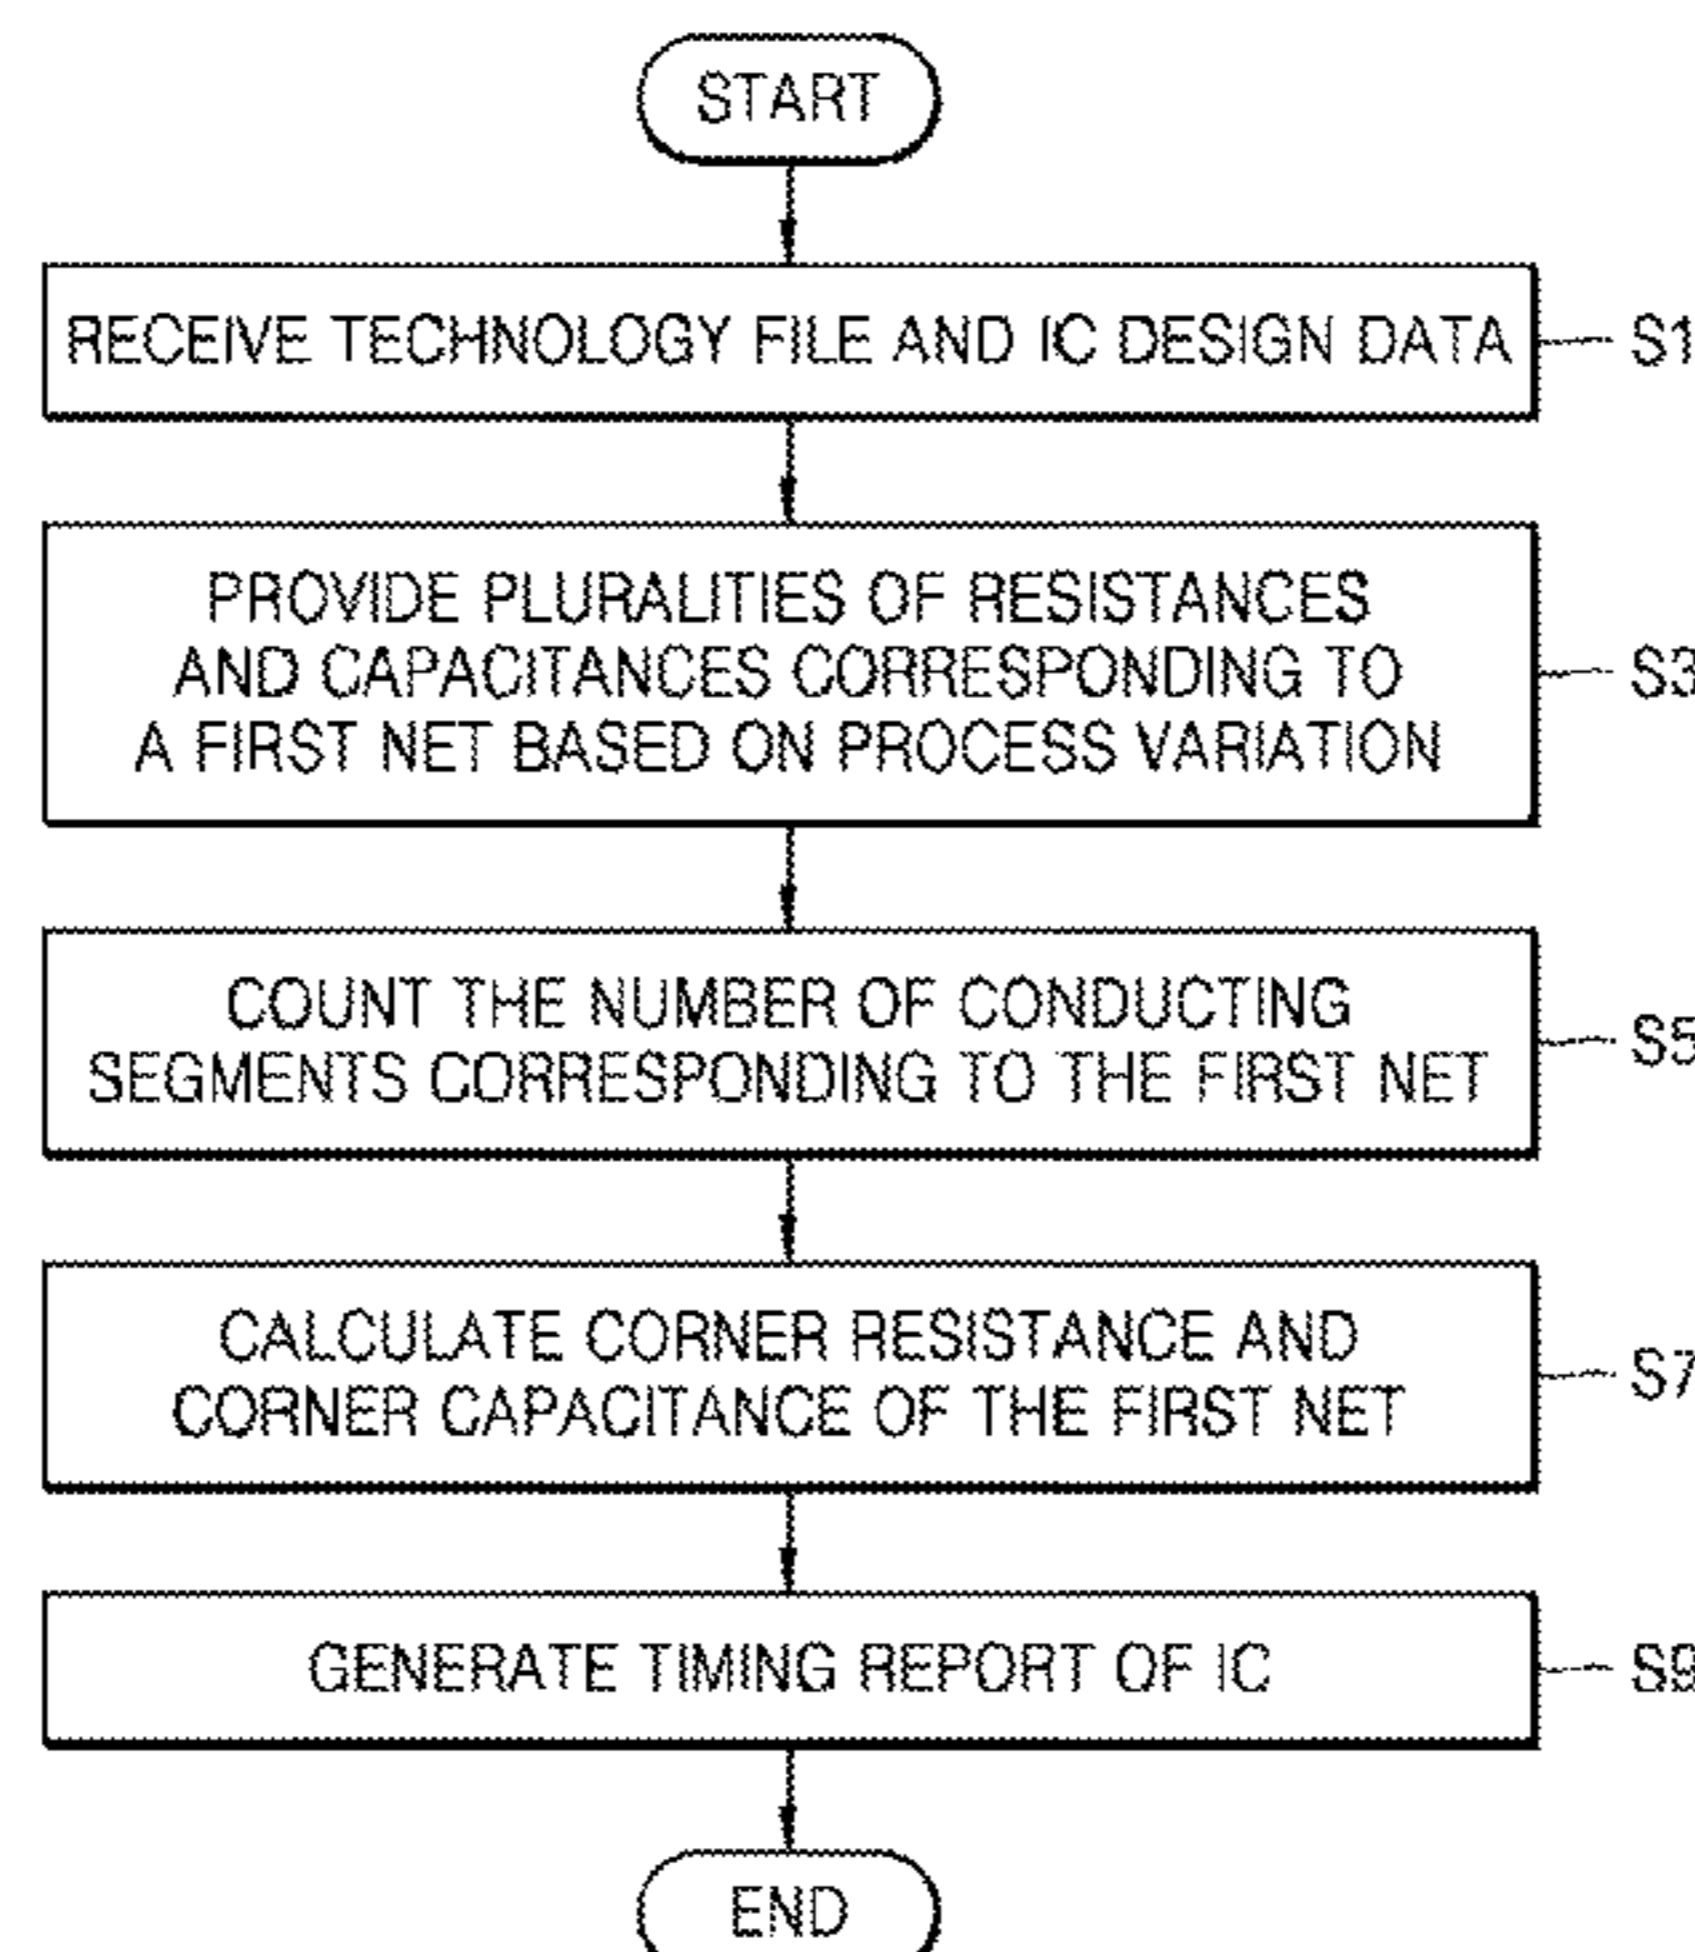 START
RECEIVE TECHNOLOGY FILE AND IC DESIGN DATA
S1
PROVIDE PLURALITIES OF RESISTANCES
AND CAPACITANCES CORRESPONDING TO
A FIRST NET BASED ON PROCESS VARIATION
S3
COUNT THE NUMBER OF CONDUCTING
SEGMENTS CORRESPONDING TO THE FIRST NET
S5
CALCULATE CORNER RESISTANCE AND
CORNER CAPACITANCE OF THE FIRST NET
S7
GENERATE TIMING REPORT OF IC
S9
END